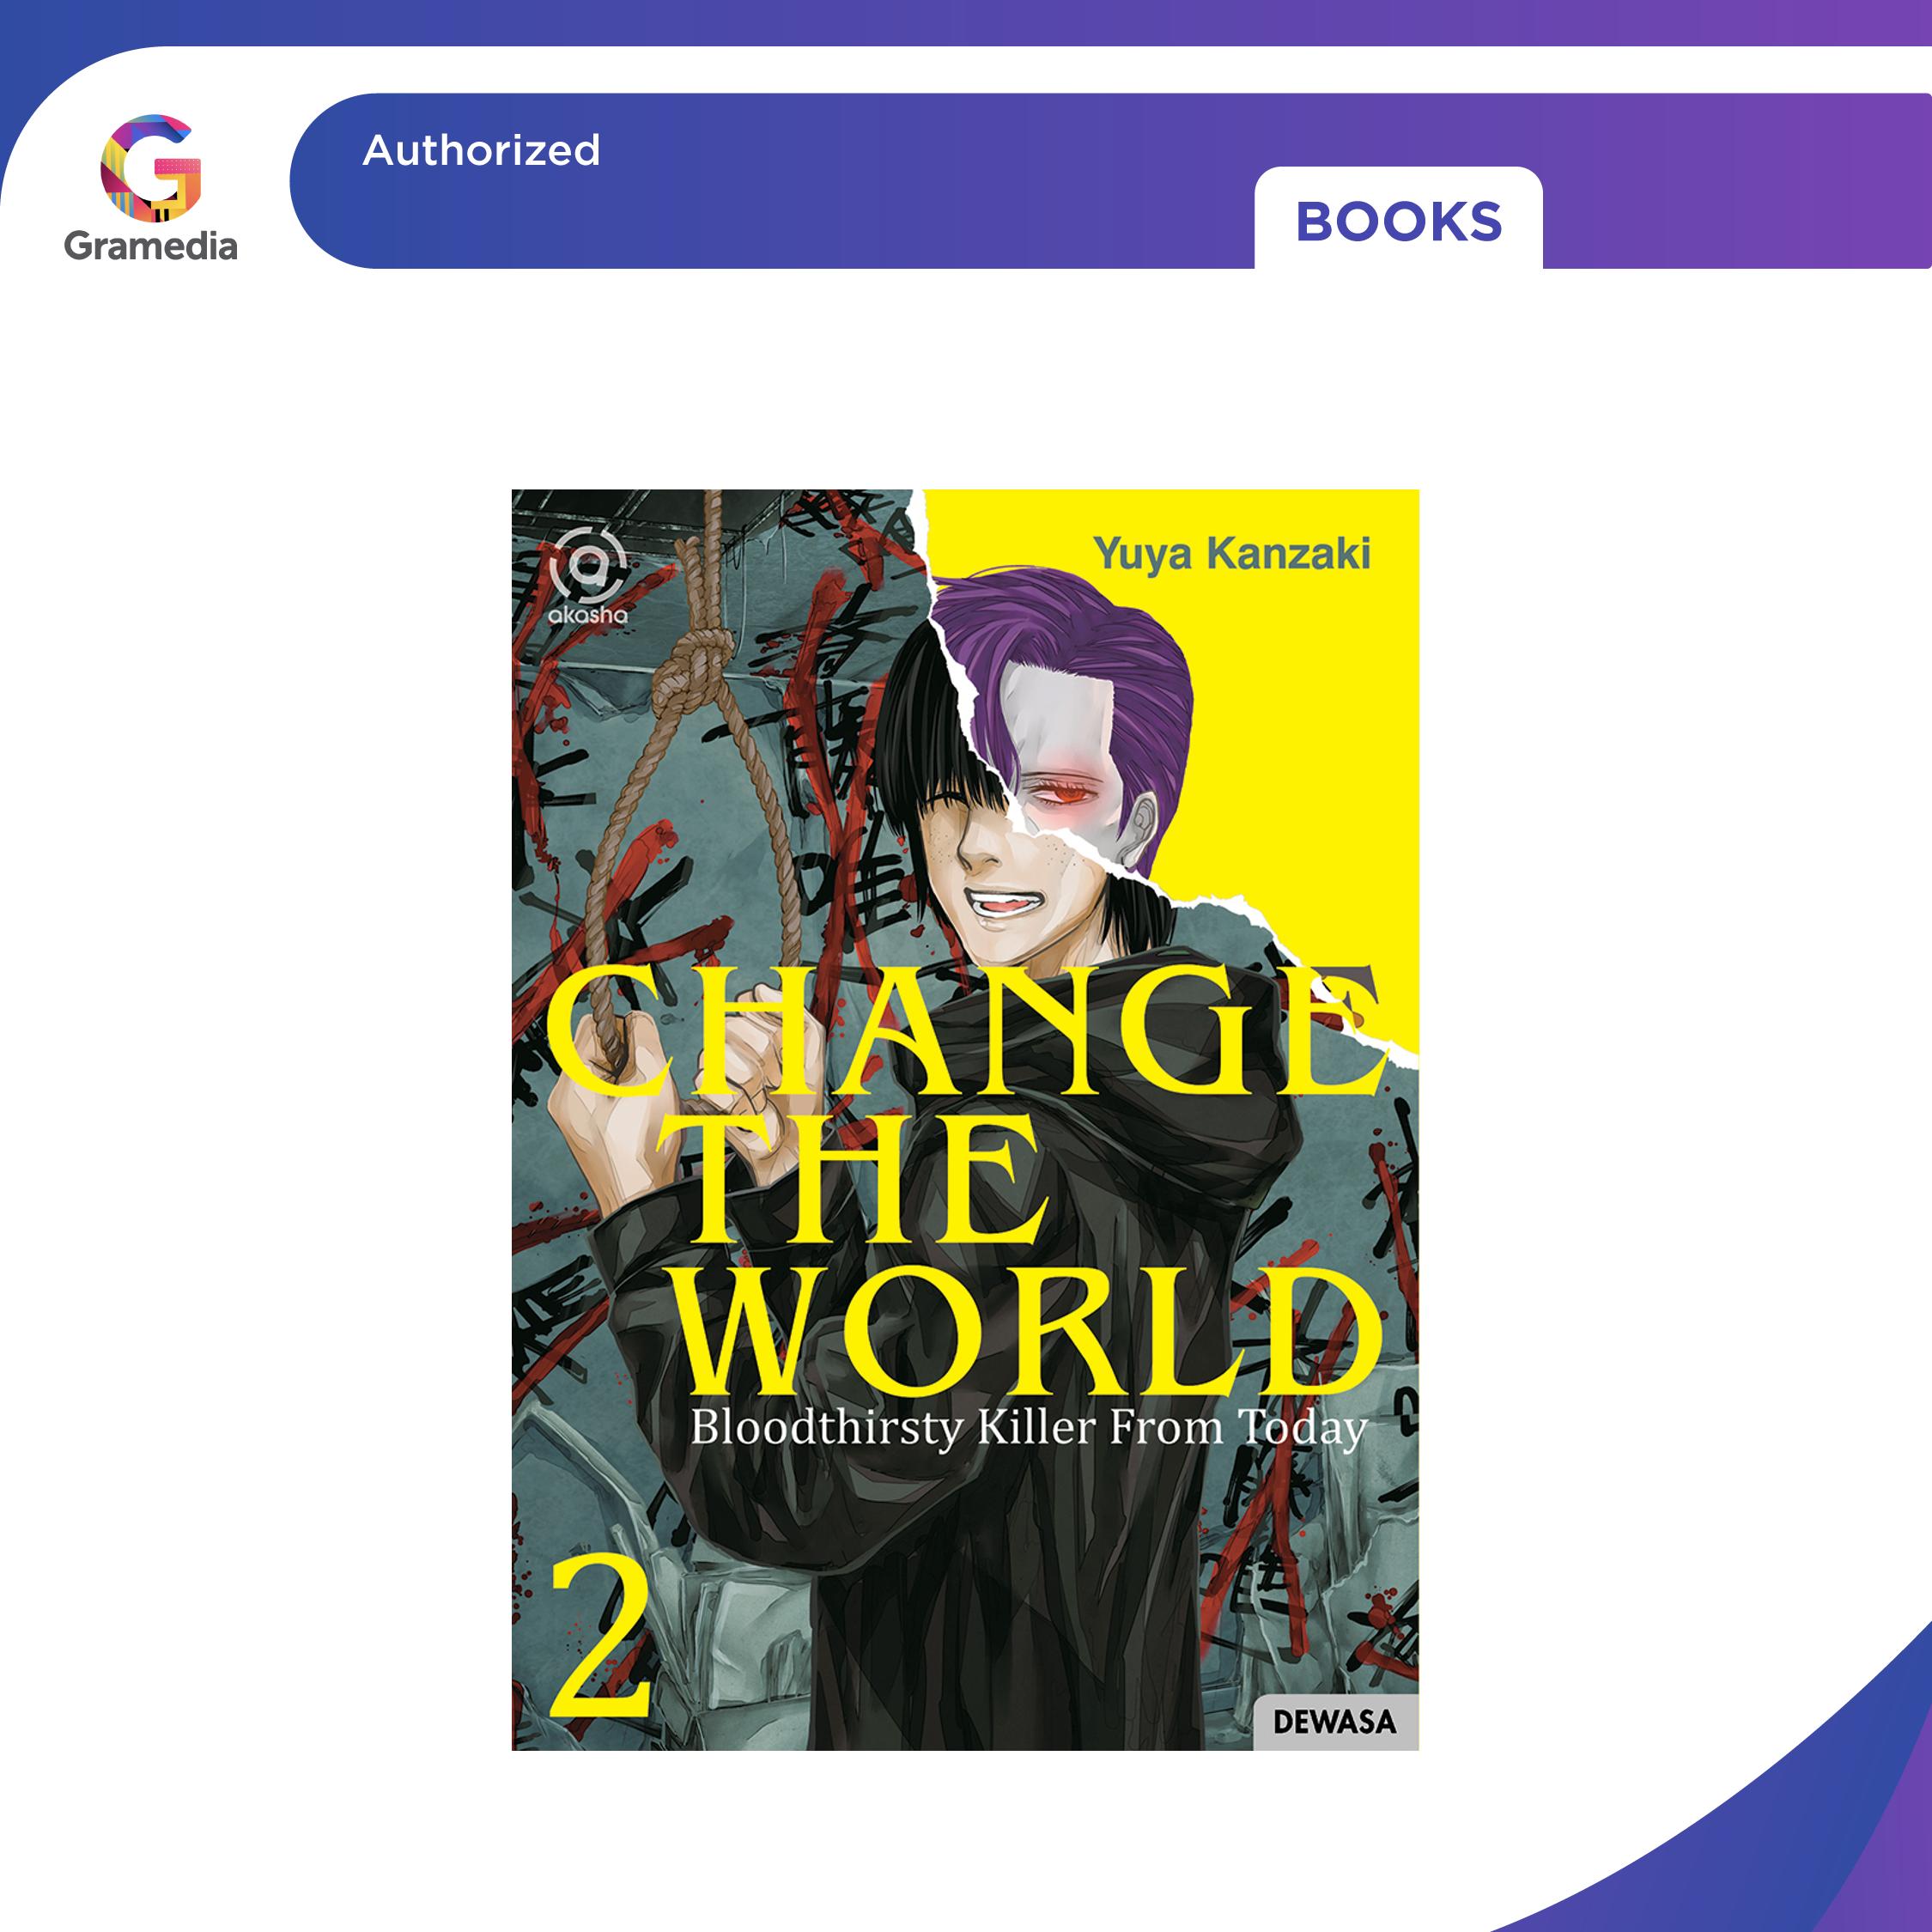 Gramedia
Authorized
BOOKS
akasha
Yuya Kanzaki
CHANGE
THE
WORLD
Bloodthirsty Killer From Today
2
DEWASA